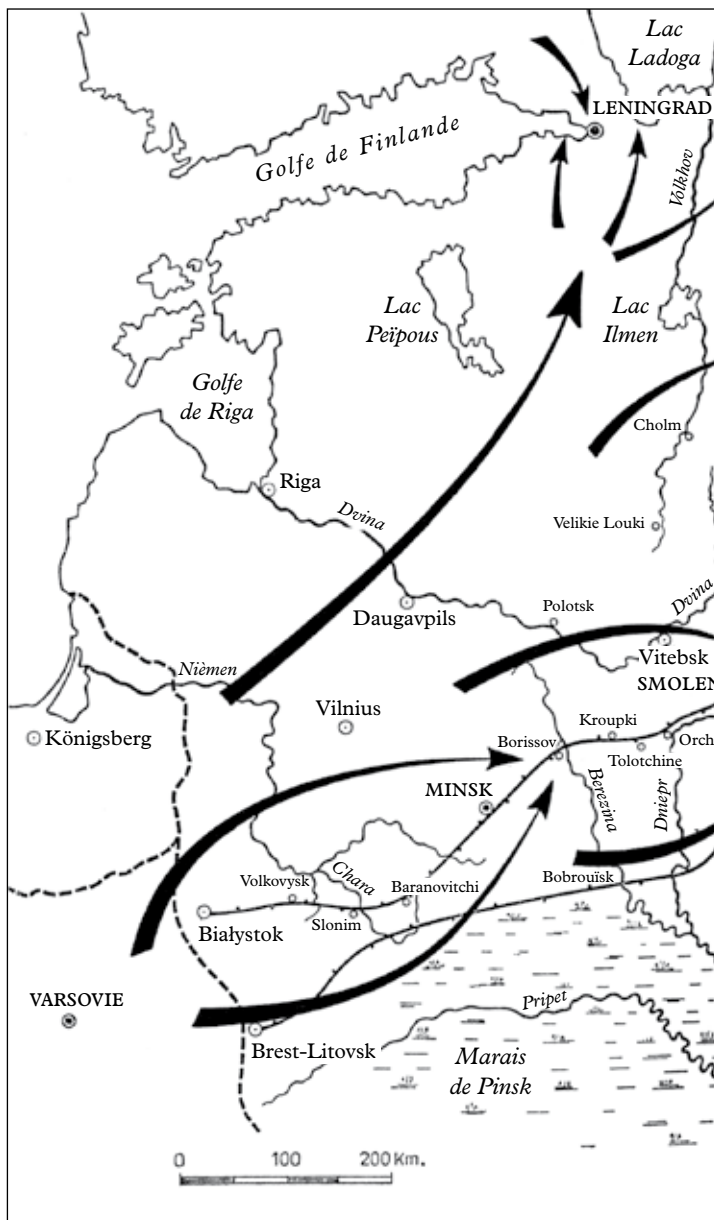 Lac
Ladoga
LENINGRAD
Golfe de Finlande
Volkhov
Lac
Peïpous
Lac
Ilmen
Golfe
de Riga
Cholm
Riga
Dvina
Velikie Louki
Daugavpils
Polotsk
Dvina
Nièmen
Vitebsk
SMOLEN
Vilnius
Königsberg
Kroupki
Borissov
Orch
Tolotchine
MINSK
Berezina
Dniepr
Chara
Volkovysk
Baranovitchi
Bobrouïsk
Białystok
Slonim
VARSOVIE
Pripet
Brest-Litovsk
Marais
de Pinsk
0 100 200 Km.